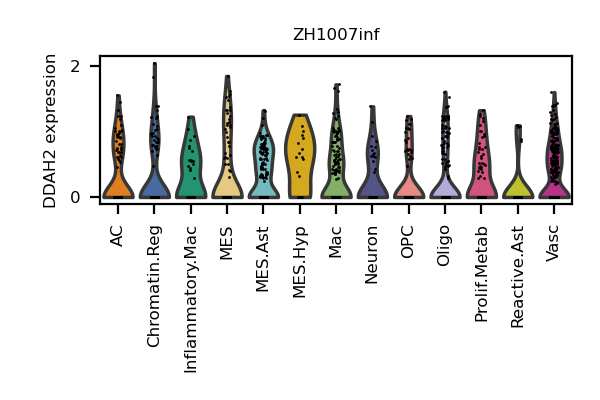 ZH1007inf
DDAH2 expression
2
0
AC
Chromatin.Reg
Inflammatory.Mac
MES
MES.Ast
MES.Hyp
Mac
Neuron
OPC
Oligo
Prolif.Metab
Reactive.Ast
Vasc